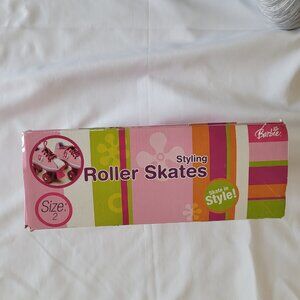 Barbie
Styling
Roller Skates
Skate in
Style!
Size:
2